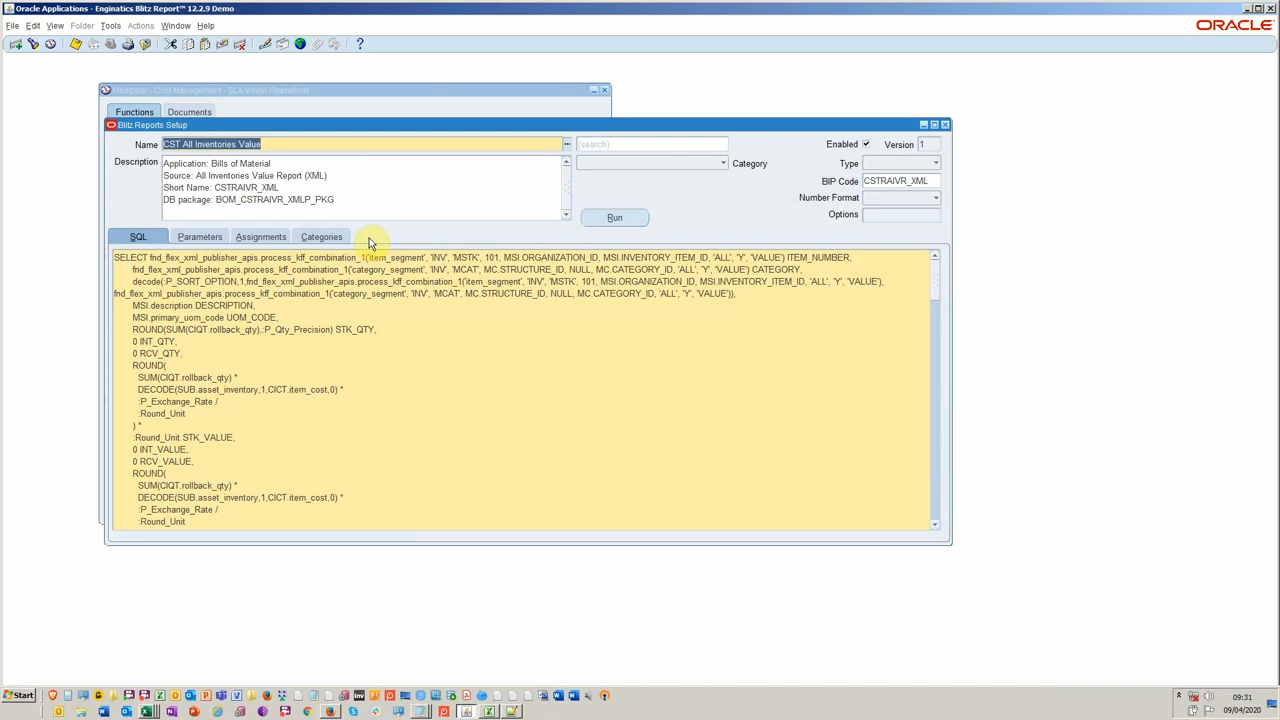 Oracle Applications - Enginatics Blitz Report™ 12.2.9 Demo
File Edit View Folder Tools Actions Window Help
ORACLE
Navigator - Cost Management - SLA Vision Operations
Functions Documents
Blitz Reports Setup
Name CST All Inventories Value (search) Enabled Version 1
Description Application: Bills of Material Category Type
Source: All Inventories Value Report (XML)
Short Name: CSTRAIVR_XML BIP Code CSTRAIVR_XML
DB package: BOM_CSTRAIVR_XMLP_PKG Number Format
Run Options
SQL Parameters Assignments Categories
SELECT fnd_flex_xml_publisher_apis.process_kff_combination_1('item_segment', 'INV', 'MSTK', 101, MSI.ORGANIZATION_ID, MSI.INVENTORY_ITEM_ID, 'ALL', 'Y', 'VALUE') ITEM_NUMBER,
fnd_flex_xml_publisher_apis.process_kff_combination_1('category_segment', 'INV', 'MCAT', MC.STRUCTURE_ID, NULL, MC.CATEGORY_ID, 'ALL', 'Y', 'VALUE') CATEGORY,
decode(:P_SORT_OPTION,1,fnd_flex_xml_publisher_apis.process_kff_combination_1('item_segment', 'INV', 'MSTK', 101, MSI.ORGANIZATION_ID, MSI.INVENTORY_ITEM_ID, 'ALL', 'Y', 'VALUE'),
fnd_flex_xml_publisher_apis.process_kff_combination_1('category_segment', 'INV', 'MCAT', MC.STRUCTURE_ID, NULL, MC.CATEGORY_ID, 'ALL', 'Y', 'VALUE')),
MSI.description DESCRIPTION,
MSI.primary_uom_code UOM_CODE,
ROUND(SUM(CIQT.rollback_qty),:P_Qty_Precision) STK_QTY,
0 INT_QTY,
0 RCV_QTY,
ROUND(
SUM(CIQT.rollback_qty) *
DECODE(SUB.asset_inventory,1,CICT.item_cost,0) *
:P_Exchange_Rate /
:Round_Unit
) *
:Round_Unit STK_VALUE,
0 INT_VALUE,
0 RCV_VALUE,
ROUND(
SUM(CIQT.rollback_qty) *
DECODE(SUB.asset_inventory,1,CICT.item_cost,0) *
:P_Exchange_Rate /
:Round_Unit
Start
09:31
09/04/2020